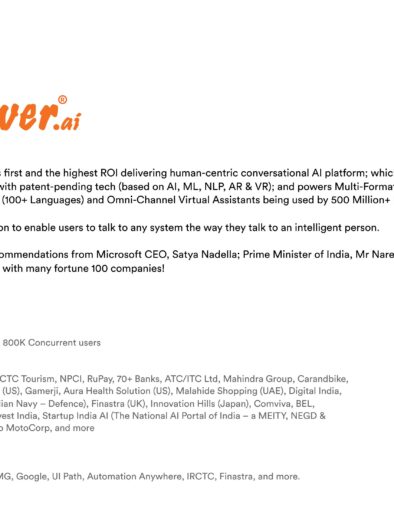 ver.ai®
first and the highest ROI delivering human-centric conversational AI platform; whic
with patent-pending tech (based on AI, ML, NLP, AR & VR); and powers Multi-Forma
(100+ Languages) and Omni-Channel Virtual Assistants being used by 500 Million+
on to enable users to talk to any system the way they talk to an intelligent person.
ommendations from Microsoft CEO, Satya Nadella; Prime Minister of India, Mr Nare
with many fortune 100 companies!
800K Concurrent users
CTC Tourism, NPCI, RuPay, 70+ Banks, ATC/ITC Ltd, Mahindra Group, Carandbike,
(US), Gamerji, Aura Health Solution (US), Malahide Shopping (UAE), Digital India,
ian Navy – Defence), Finastra (UK), Innovation Hills (Japan), Comviva, BEL,
est India, Startup India AI (The National AI Portal of India – a MEITY, NEGD &
o MotoCorp, and more
MG, Google, UI Path, Automation Anywhere, IRCTC, Finastra, and more.